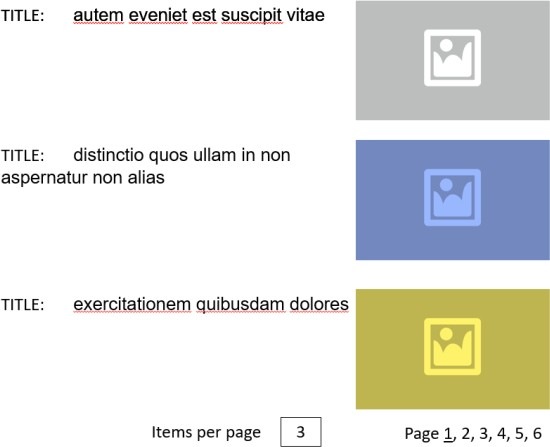 TITLE: autem eveniet est suscipit vitae
TITLE: distinctio quos ullam in non
aspernatur non alias
TITLE: exercitationem quibusdam dolores
Items per page 3 Page 1, 2, 3, 4, 5, 6